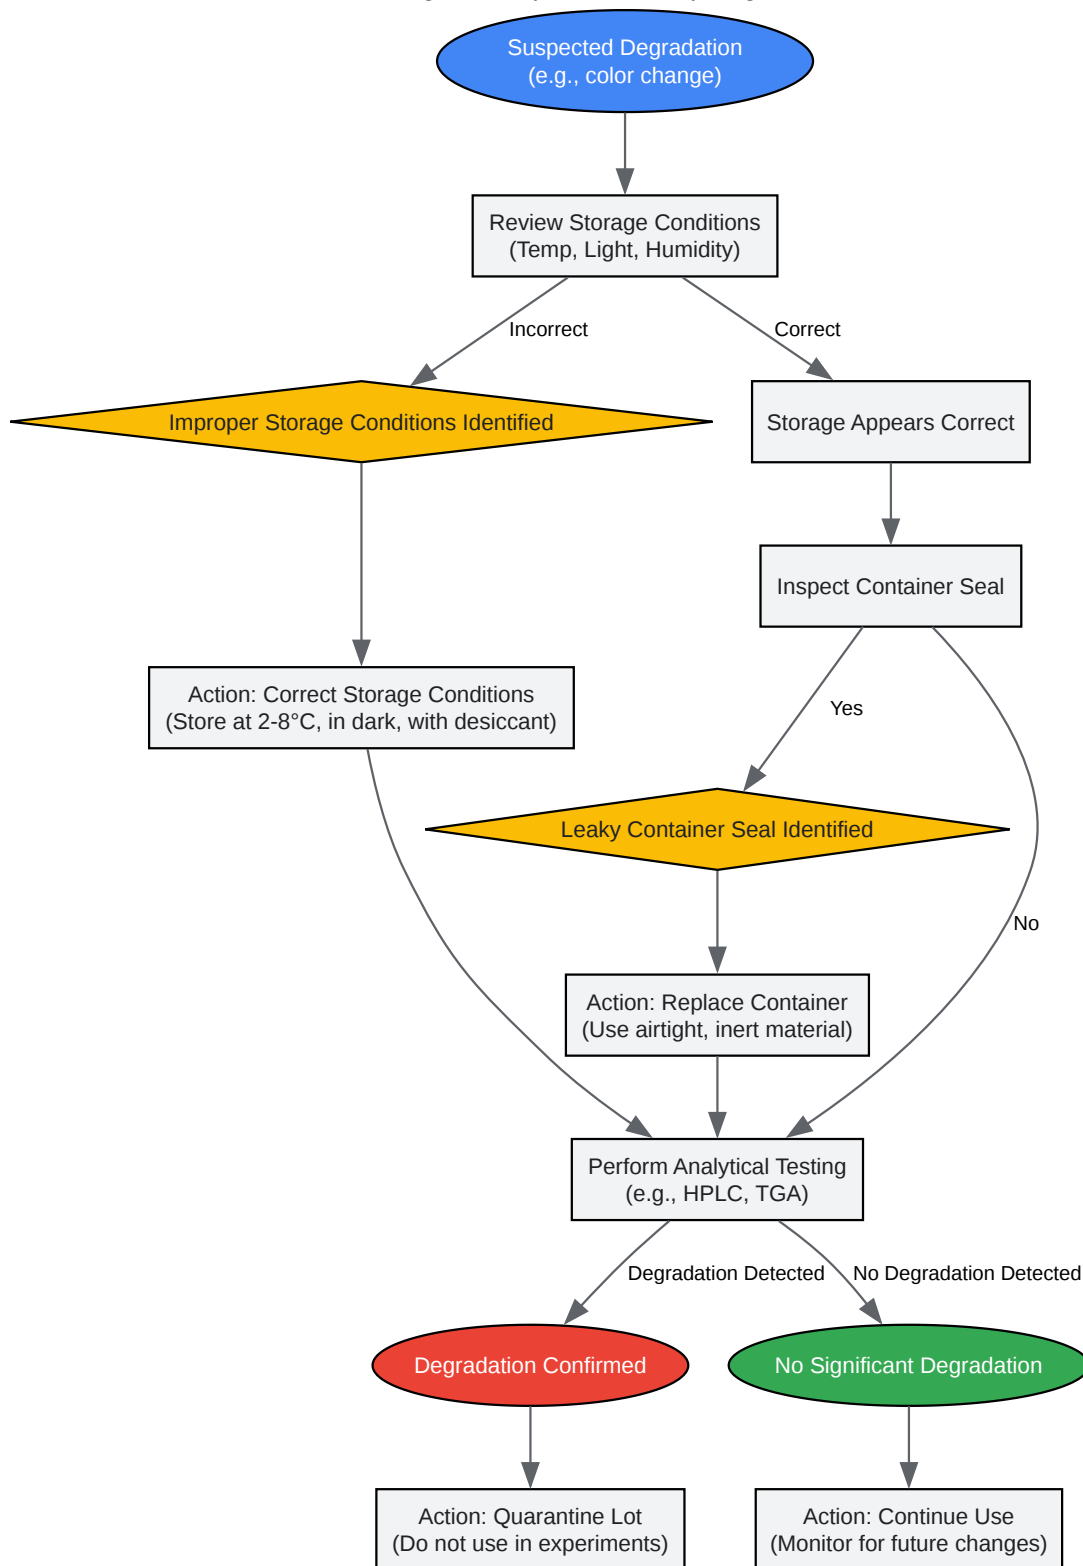 Suspected Degradation
(e.g., color change)
Review Storage Conditions
(Temp, Light, Humidity)
Incorrect
Correct
Improper Storage Conditions Identified
Storage Appears Correct
Inspect Container Seal
Action: Correct Storage Conditions
(Store at 2-8°C, in dark, with desiccant)
Yes
Leaky Container Seal Identified
No
Action: Replace Container
(Use airtight, inert material)
Perform Analytical Testing
(e.g., HPLC, TGA)
Degradation Detected
No Degradation Detected
Degradation Confirmed
No Significant Degradation
Action: Quarantine Lot
(Do not use in experiments)
Action: Continue Use
(Monitor for future changes)